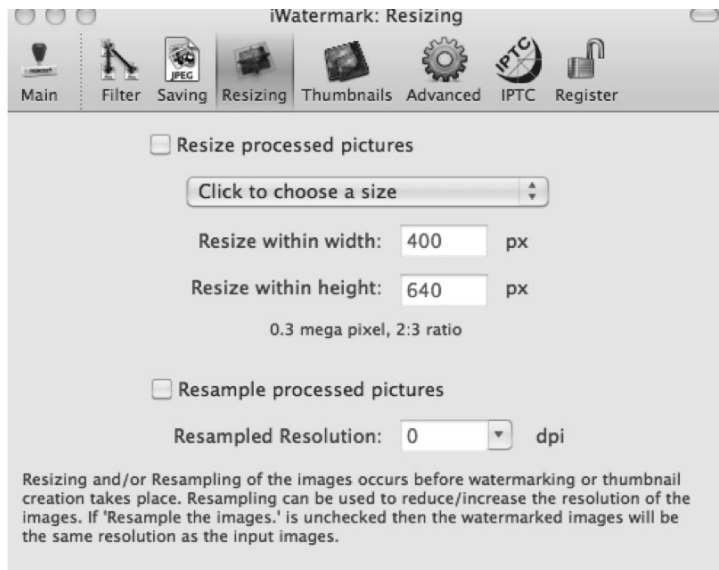 iWatermark: Resizing
IPTC
JPEG
Main Filter Saving Resizing Thumbnails Advanced IPTC Register
Resize processed pictures
Click to choose a size
Resize within width: 400 px
Resize within height: 640 px
0.3 mega pixel, 2:3 ratio
Resample processed pictures
Resampled Resolution: 0 dpi
Resizing and/or Resampling of the images occurs before watermarking or thumbnail
creation takes place. Resampling can be used to reduce/increase the resolution of the
images. If 'Resample the images.' is unchecked then the watermarked images will be
the same resolution as the input images.